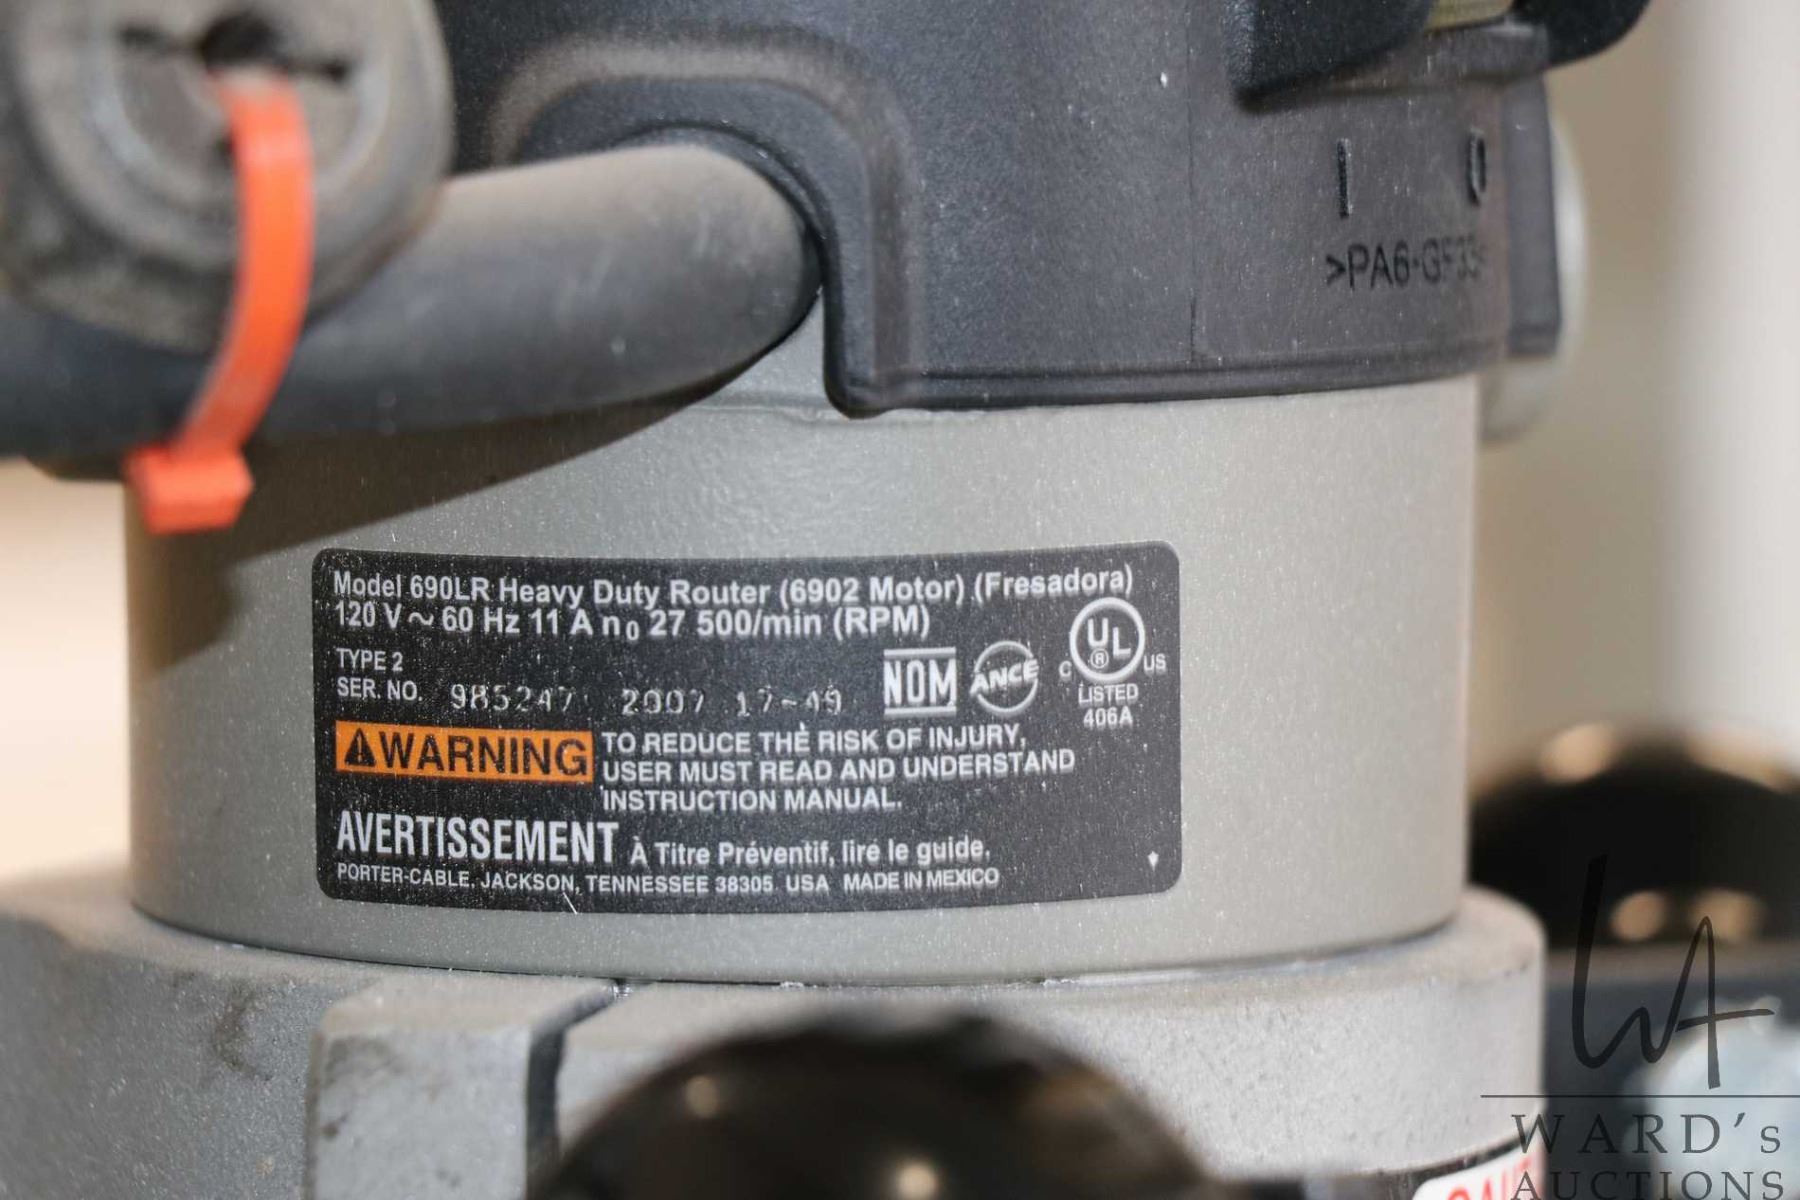 I O
>PA6-GF33<
Model 690LR Heavy Duty Router (6902 Motor) (Fresadora)
120 V ~ 60 Hz 11 A n0 27 500/min (RPM)
TYPE 2
SER. NO. 985247 2007 17-49
NOM
ANCE
C UL ® US
LISTED
406A
⚠WARNING TO REDUCE THE RISK OF INJURY,
USER MUST READ AND UNDERSTAND
INSTRUCTION MANUAL.
AVERTISSEMENT À Titre Préventif, lire le guide.
PORTER-CABLE, JACKSON, TENNESSEE 38305 USA MADE IN MEXICO
WA
WARD's
AUCTIONS